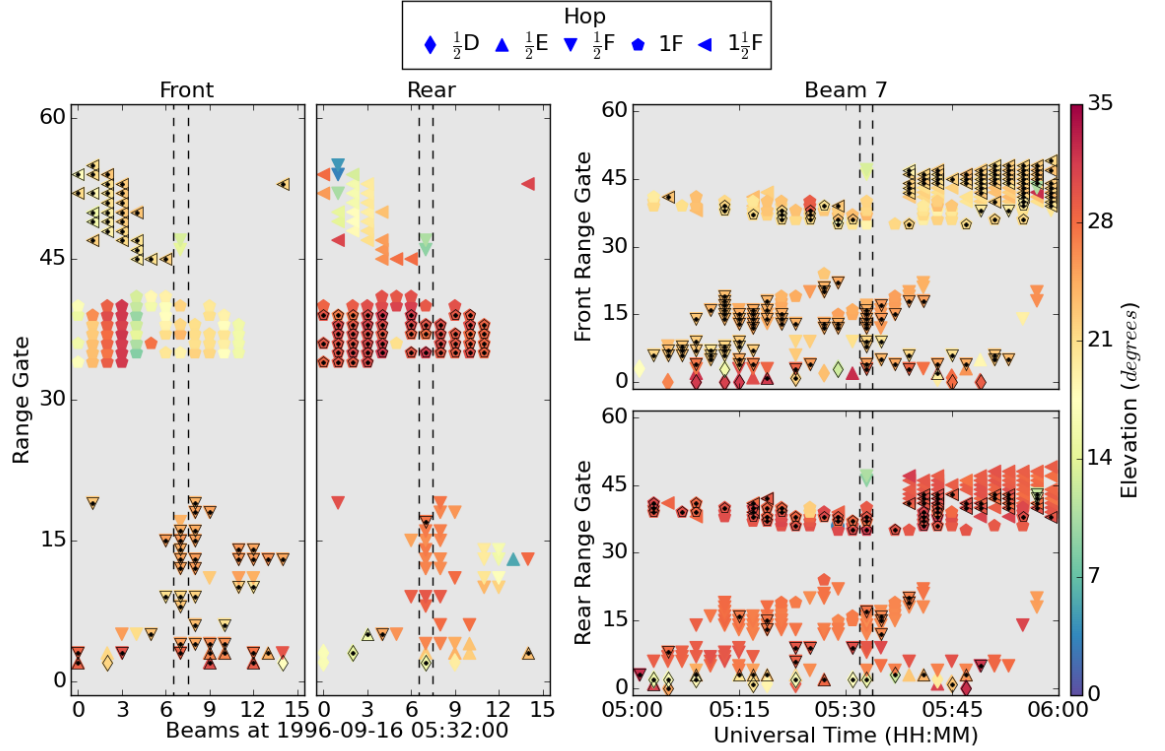 Hop
½D ½E ½F 1F 1½F
Front Rear Beam 7
Range Gate
60
45
30
15
0
0 3 6 9 12 15
0 3 6 9 12 15
Beams at 1996-09-16 05:32:00
Front Range Gate
60
45
30
15
0
Rear Range Gate
60
45
30
15
0
05:00 05:15 05:30 05:45 06:00
Universal Time (HH:MM)
35
28
21
14
7
0
Elevation (degrees)